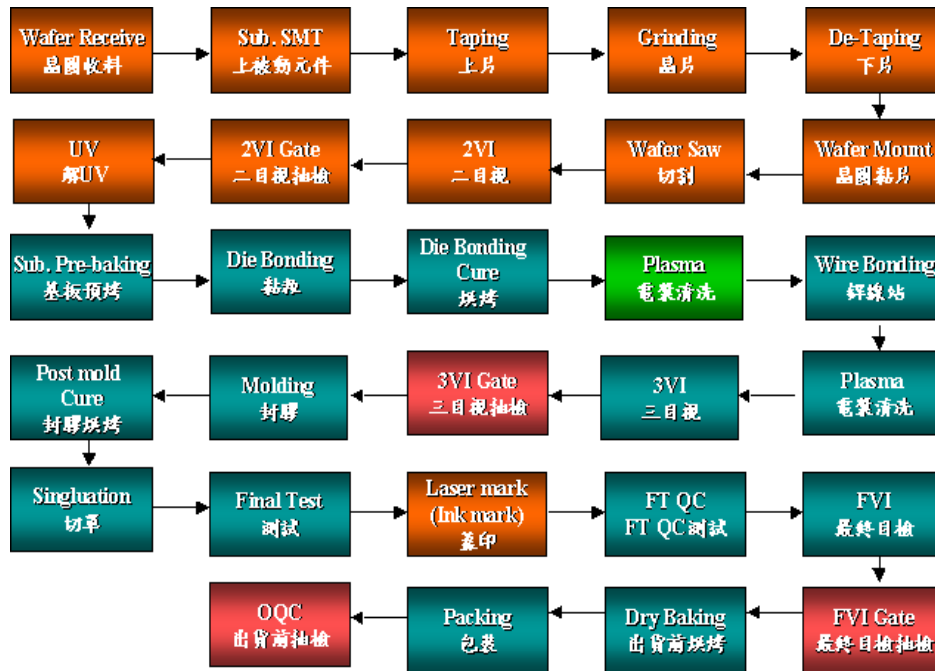 Wafer Receive
晶圓收料
Sub. SMT
上被動元件
Taping
上片
Grinding
晶片
De-Taping
下片
UV
解UV
2VI Gate
二目視抽檢
2VI
二目視
Wafer Saw
切割
Wafer Mount
晶圓黏片
Sub. Pre-baking
基板預烤
Die Bonding
黏粒
Die Bonding
Cure
烘烤
Plasma
電漿清洗
Wire Bonding
銲線站
Post mold
Cure
封膠烘烤
Molding
封膠
3VI Gate
三目視抽檢
3VI
三目視
Plasma
電漿清洗
Singluation
切單
Final Test
測試
Laser mark
(Ink mark)
蓋印
FT QC
FT QC測試
FVI
最終目檢
OQC
出貨前抽檢
Packing
包裝
Dry Baking
出貨前烘烤
FVI Gate
最終目檢抽檢